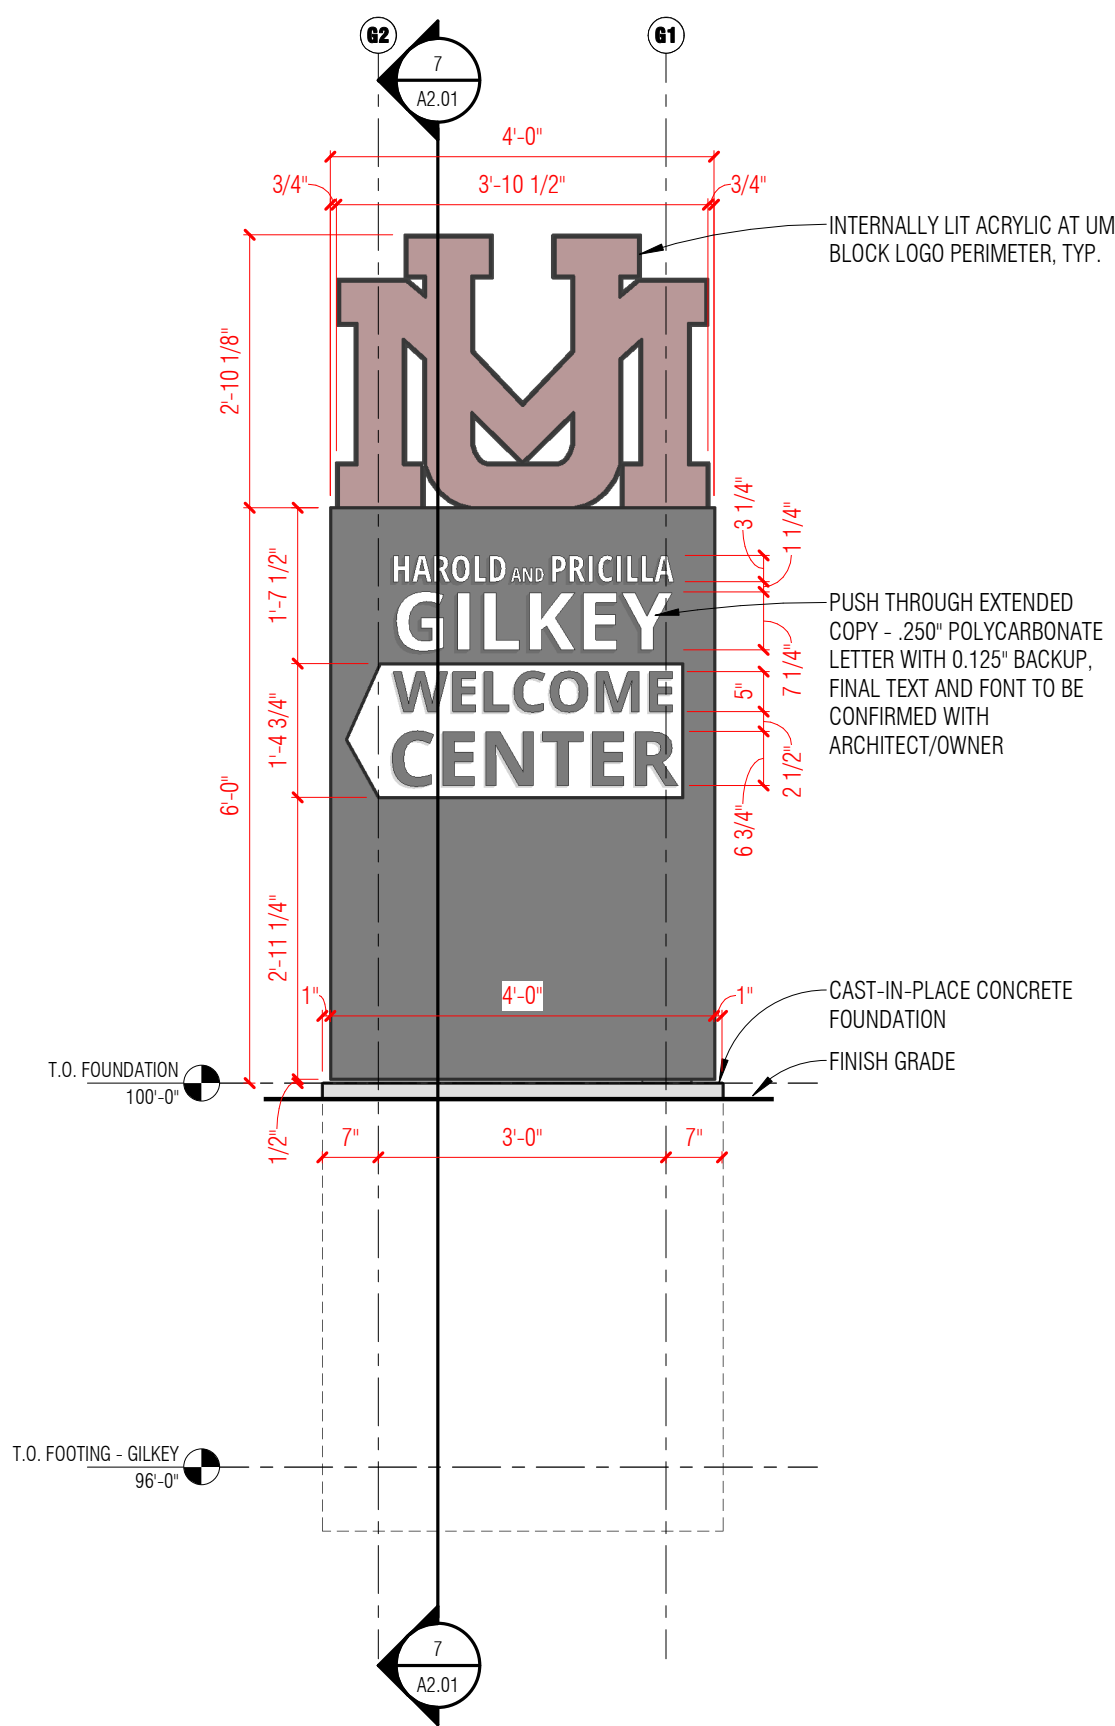 G2
G1
7
A2.01
4'-0"
3/4"
3'-10 1/2"
3/4"
INTERNALLY LIT ACRYLIC AT UM
BLOCK LOGO PERIMETER, TYP.
2'-10 1/8"
UM
3 1/4"
1 1/4"
1'-7 1/2"
HAROLD AND PRICILLA
GILKEY
WELCOME
CENTER
PUSH THROUGH EXTENDED
COPY - .250" POLYCARBONATE
LETTER WITH 0.125" BACKUP,
FINAL TEXT AND FONT TO BE
CONFIRMED WITH
ARCHITECT/OWNER
7 1/4"
5"
2 1/2"
6 3/4"
1'-4 3/4"
6'-0"
2'-11 1/4"
1"
4'-0"
1"
CAST-IN-PLACE CONCRETE
FOUNDATION
FINISH GRADE
T.O. FOUNDATION
100'-0"
1/2"
7"
3'-0"
7"
T.O. FOOTING - GILKEY
96'-0"
7
A2.01